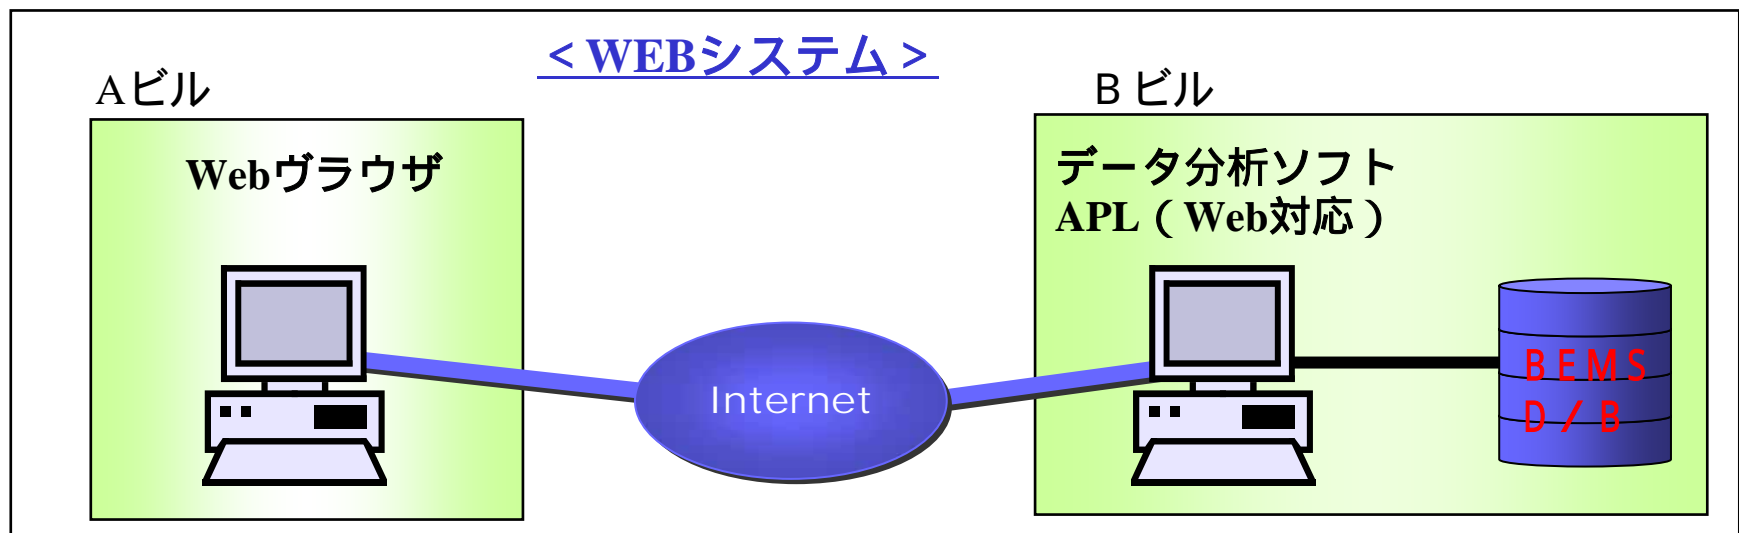 ＜WEBシステム＞
Aビル
Bビル
Webヴラウザ
データ分析ソフト
APL（Web対応）
Internet
BEMS
D/B